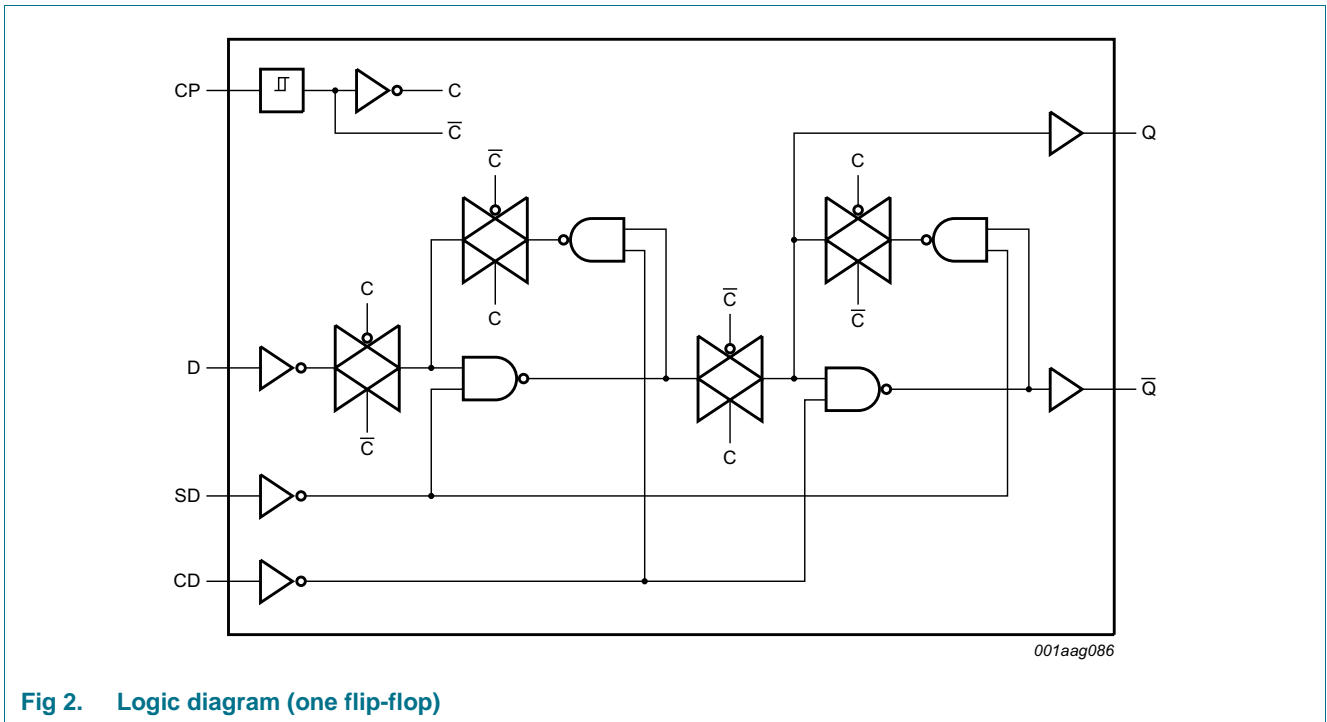 CP
C
C̅
C̅
C
Q
C
C̅
C
C̅
D
C̅
C
Q̅
SD
CD
001aag086
Fig 2. Logic diagram (one flip-flop)